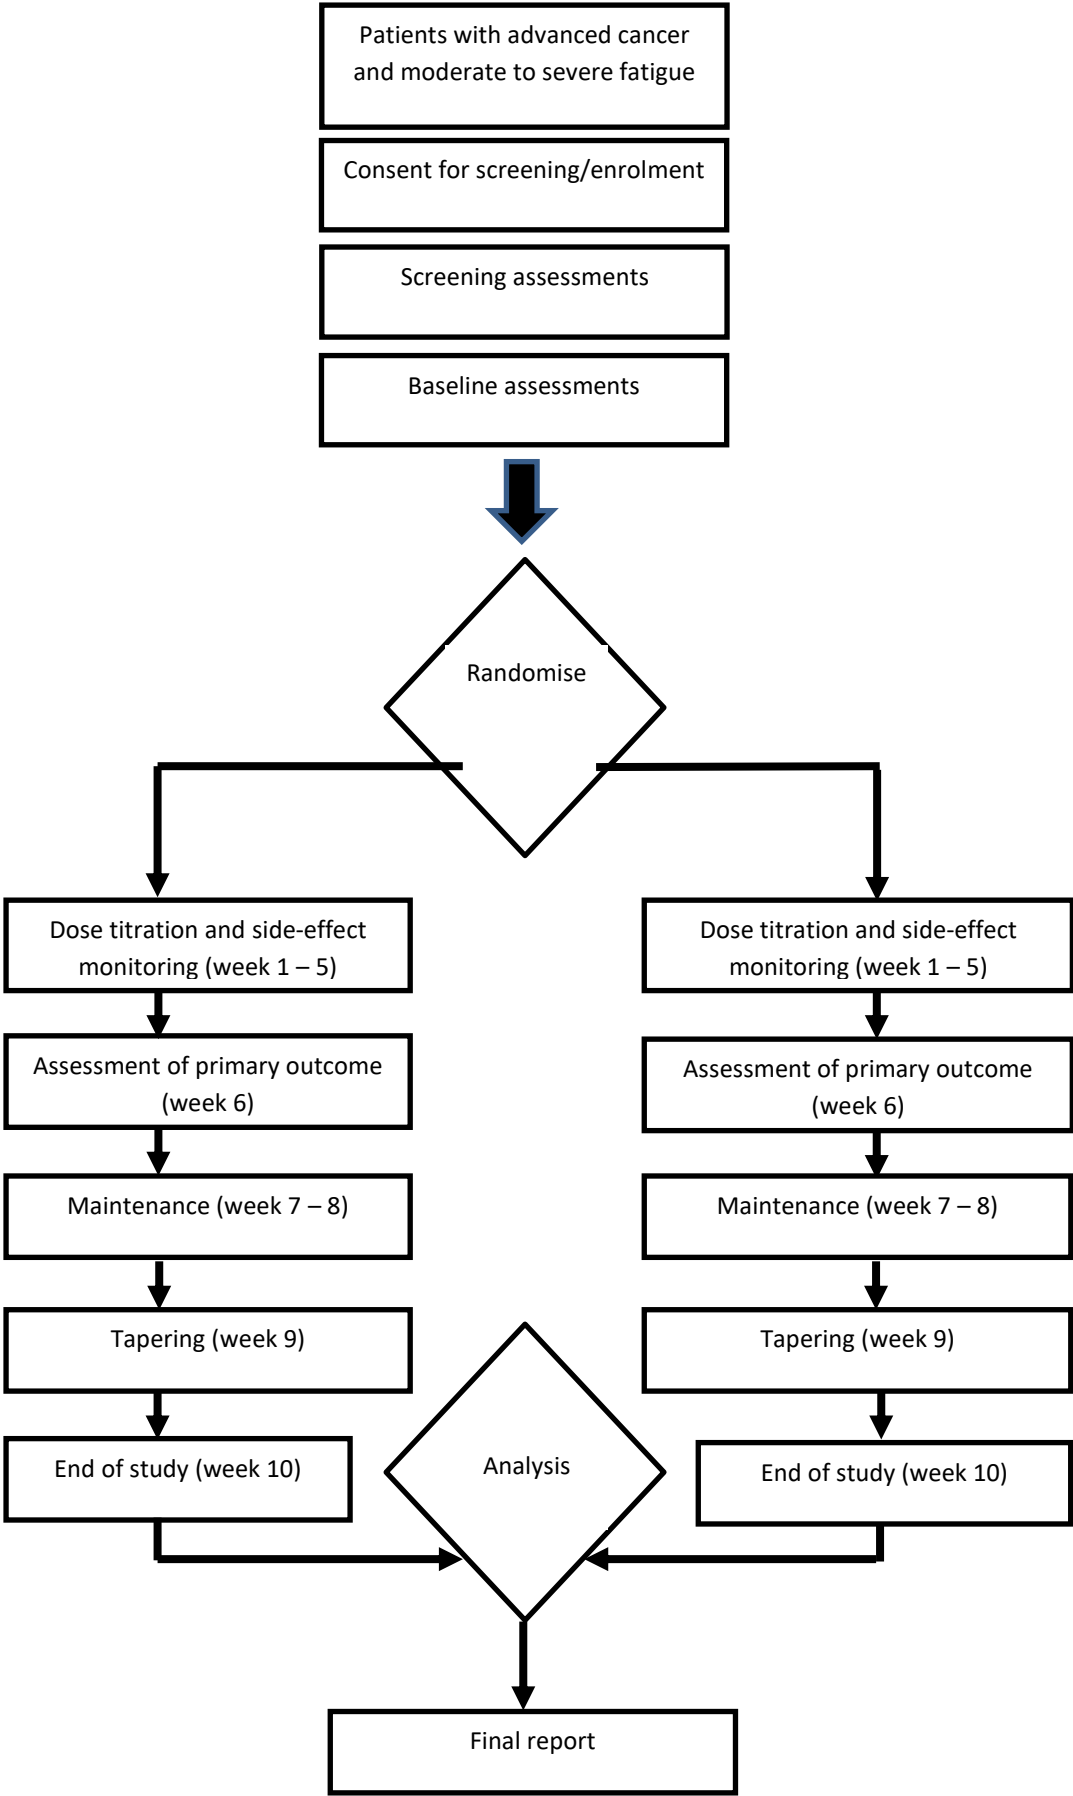 Patients with advanced cancer
and moderate to severe fatigue
Consent for screening/enrolment
Screening assessments
Baseline assessments
Randomise
Dose titration and side-effect
monitoring (week 1 – 5)
Assessment of primary outcome
(week 6)
Maintenance (week 7 – 8)
Tapering (week 9)
End of study (week 10)
Dose titration and side-effect
monitoring (week 1 – 5)
Assessment of primary outcome
(week 6)
Maintenance (week 7 – 8)
Tapering (week 9)
End of study (week 10)
Analysis
Final report